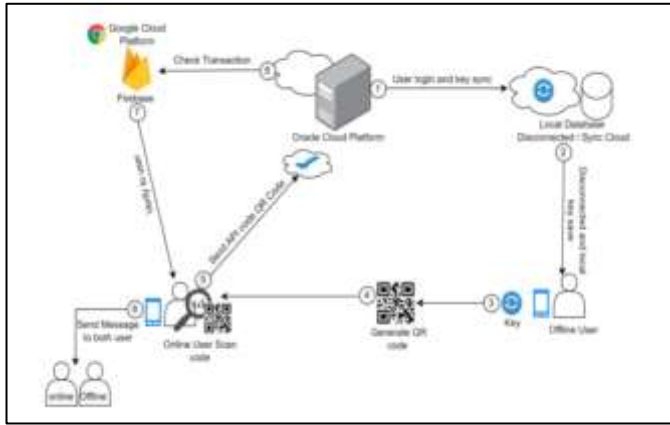 Google Cloud
Platform
Firebase
7
Check Transaction
6
Oracle Cloud Platform
1
User login and key sync
Local Database
Disconnected / Sync Cloud
2
Disconnected and local
key save
Offline User
Key
3
Generate QR
code
4
Online User Scan
code
5
Send API code QR Code
8
Send Message
to both user
online
Offline